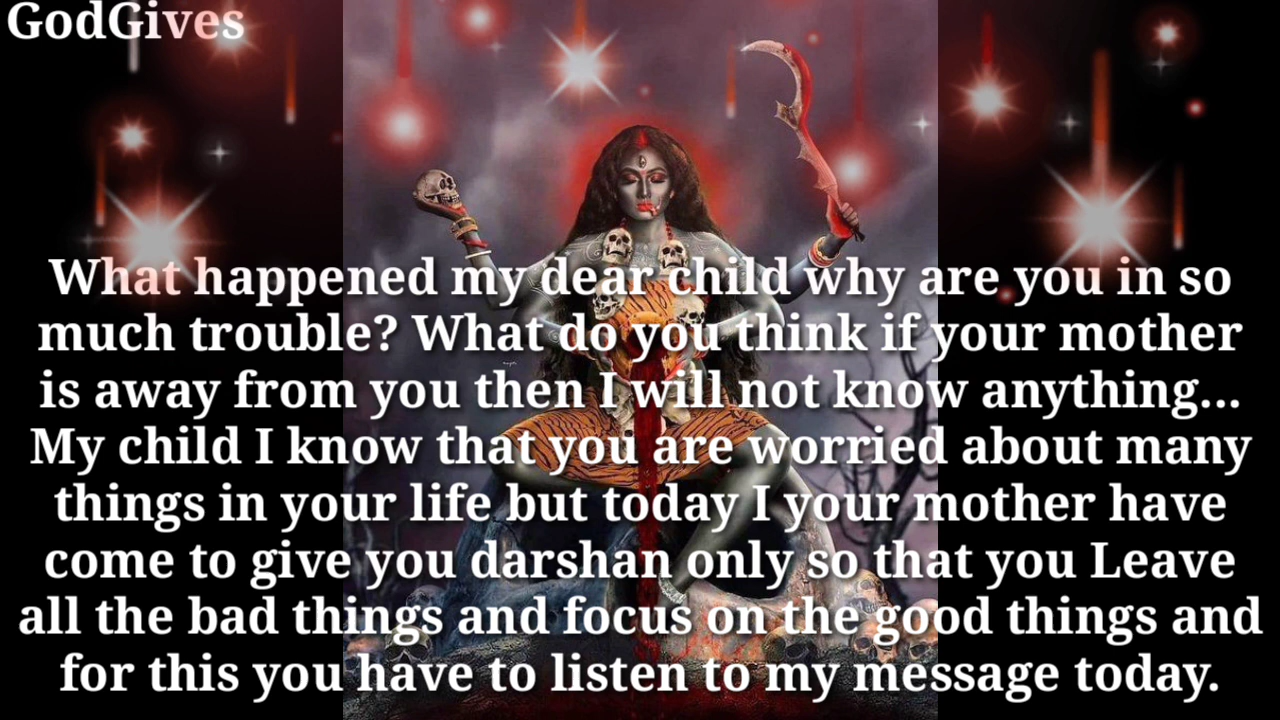 GodGives
What happened my dear child why are you in so
much trouble? What do you think if your mother
is away from you then I will not know anything...
My child I know that you are worried about many
things in your life but today I your mother have
come to give you darshan only so that you Leave
all the bad things and focus on the good things and
for this you have to listen to my message today.